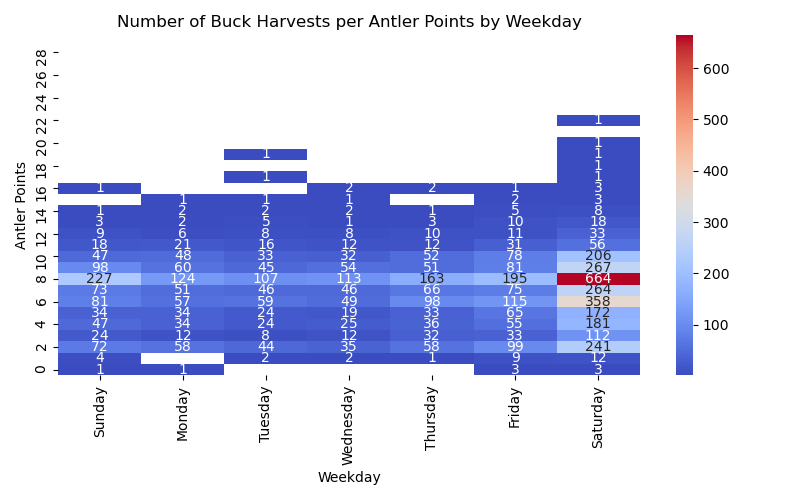 Number of Buck Harvests per Antler Points by Weekday
Antler Points
28
26
24
22 1
20 1
1 1
18 1
1 1
16 1 2 2 1 3
1 1 1 2 3
14 1 2 2 2 1 5 8
3 2 5 1 3 10 18
12 9 6 8 8 10 11 33
18 21 16 12 12 31 56
10 47 48 33 32 52 78 206
98 60 45 54 51 81 267
8 227 124 107 113 163 195 664
73 51 46 46 66 75 264
6 81 57 59 49 98 115 358
34 34 24 19 33 65 172
4 47 34 24 25 36 55 181
24 12 8 12 32 33 112
2 72 58 44 35 58 99 241
4 2 2 1 9 12
0 1 1 3 3
Sunday Monday Tuesday Wednesday Thursday Friday Saturday
Weekday
600
500
400
300
200
100